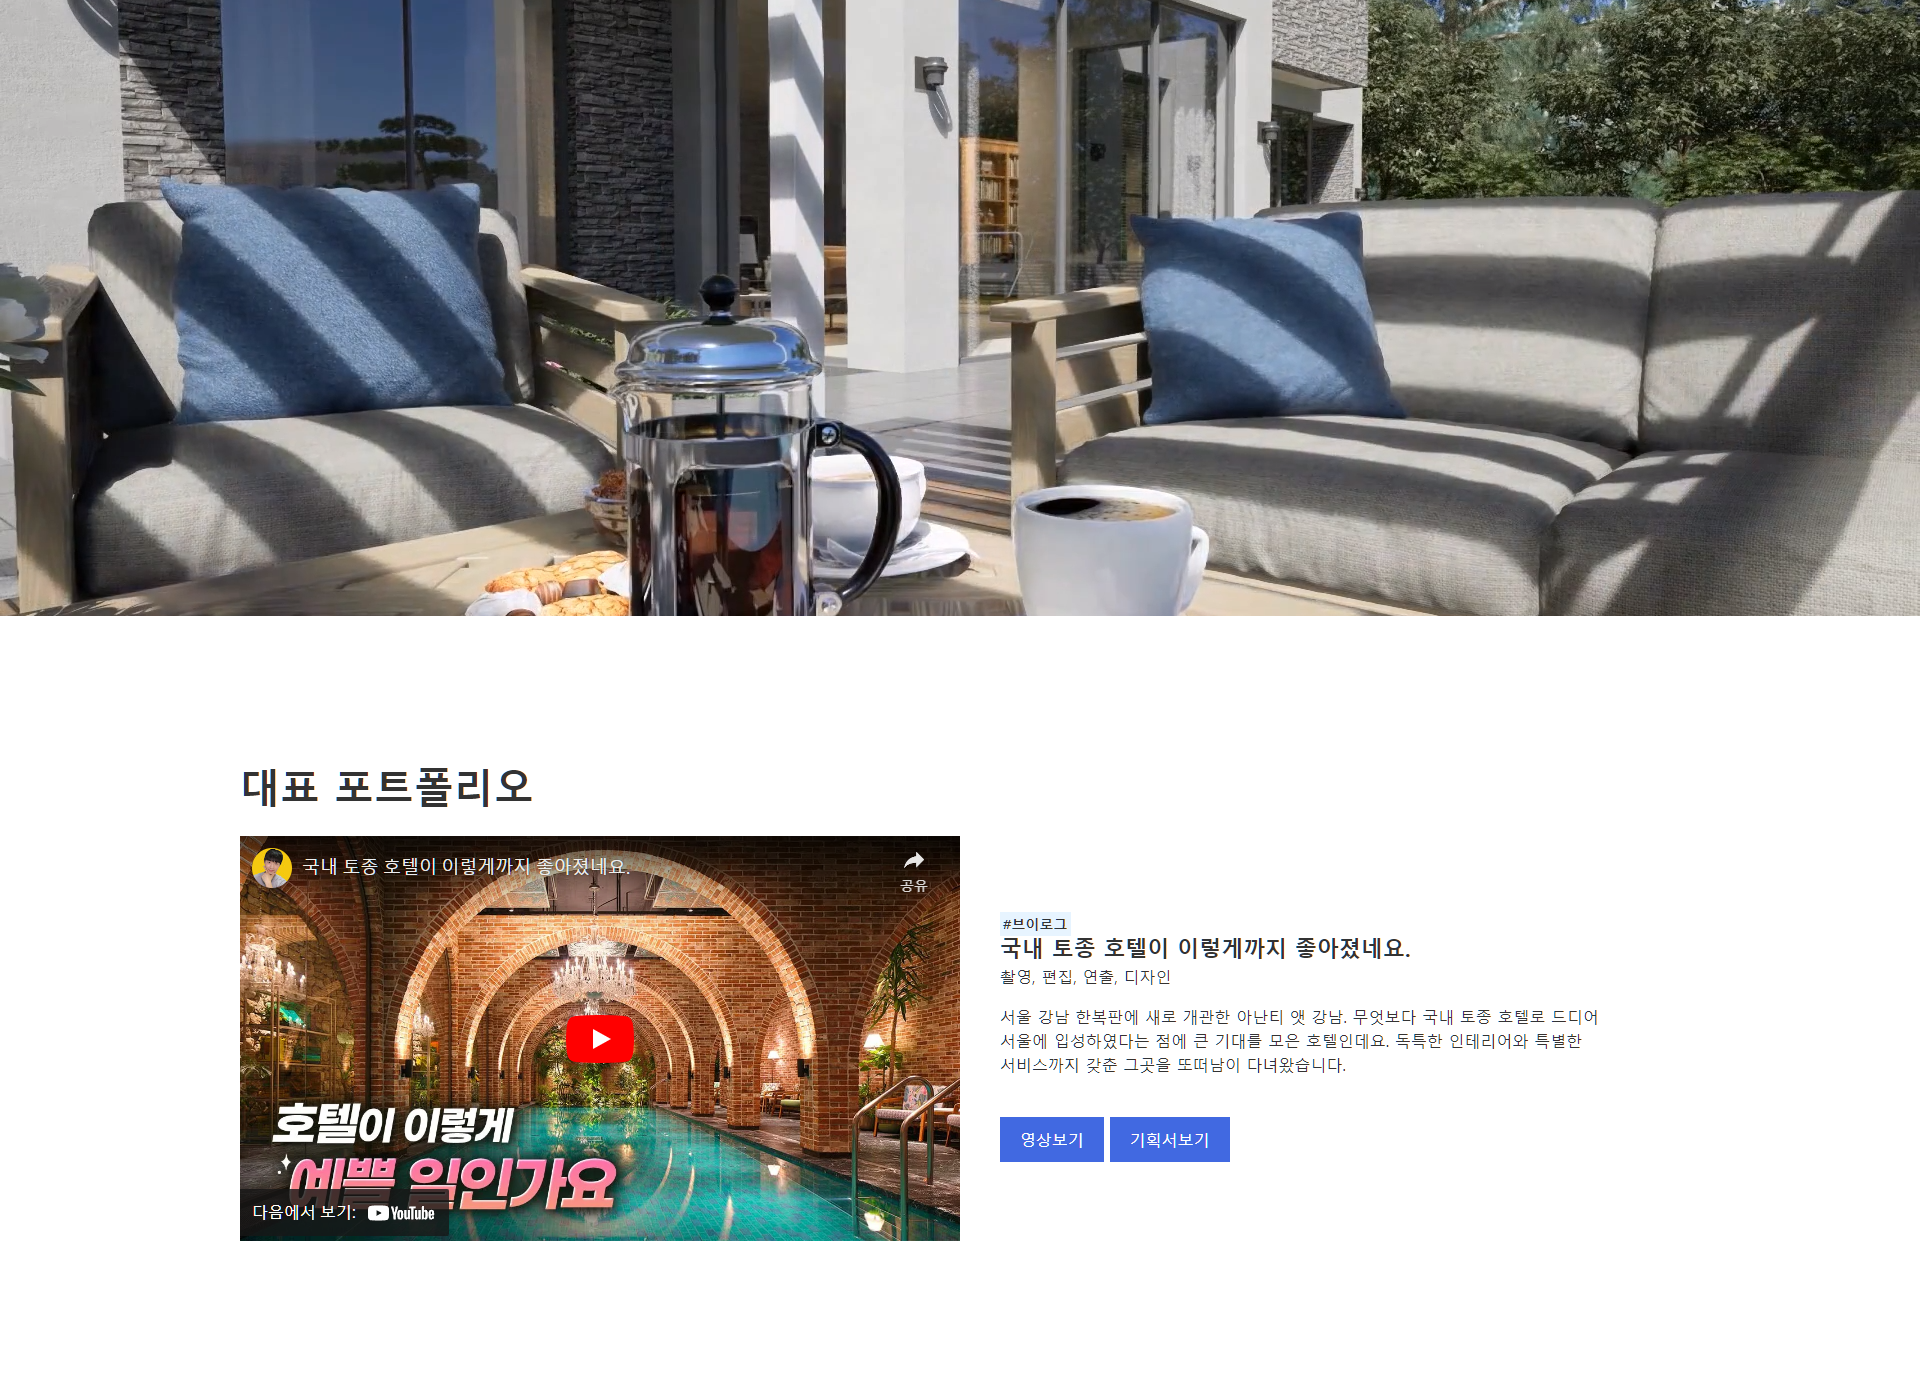 대표 포트폴리오
국내 토종 호텔이 이렇게까지 좋아졌네요.
공유
호텔이 이렇게
예쁠 일인가요
다음에서 보기: YouTube
#브이로그
국내 토종 호텔이 이렇게까지 좋아졌네요.
촬영, 편집, 연출, 디자인
서울 강남 한복판에 새로 개관한 아난티 앳 강남. 무엇보다 국내 토종 호텔로 드디어
서울에 입성하였다는 점에 큰 기대를 모은 호텔인데요. 독특한 인테리어와 특별한
서비스까지 갖춘 그곳을 또떠남이 다녀왔습니다.
영상보기
기획서보기